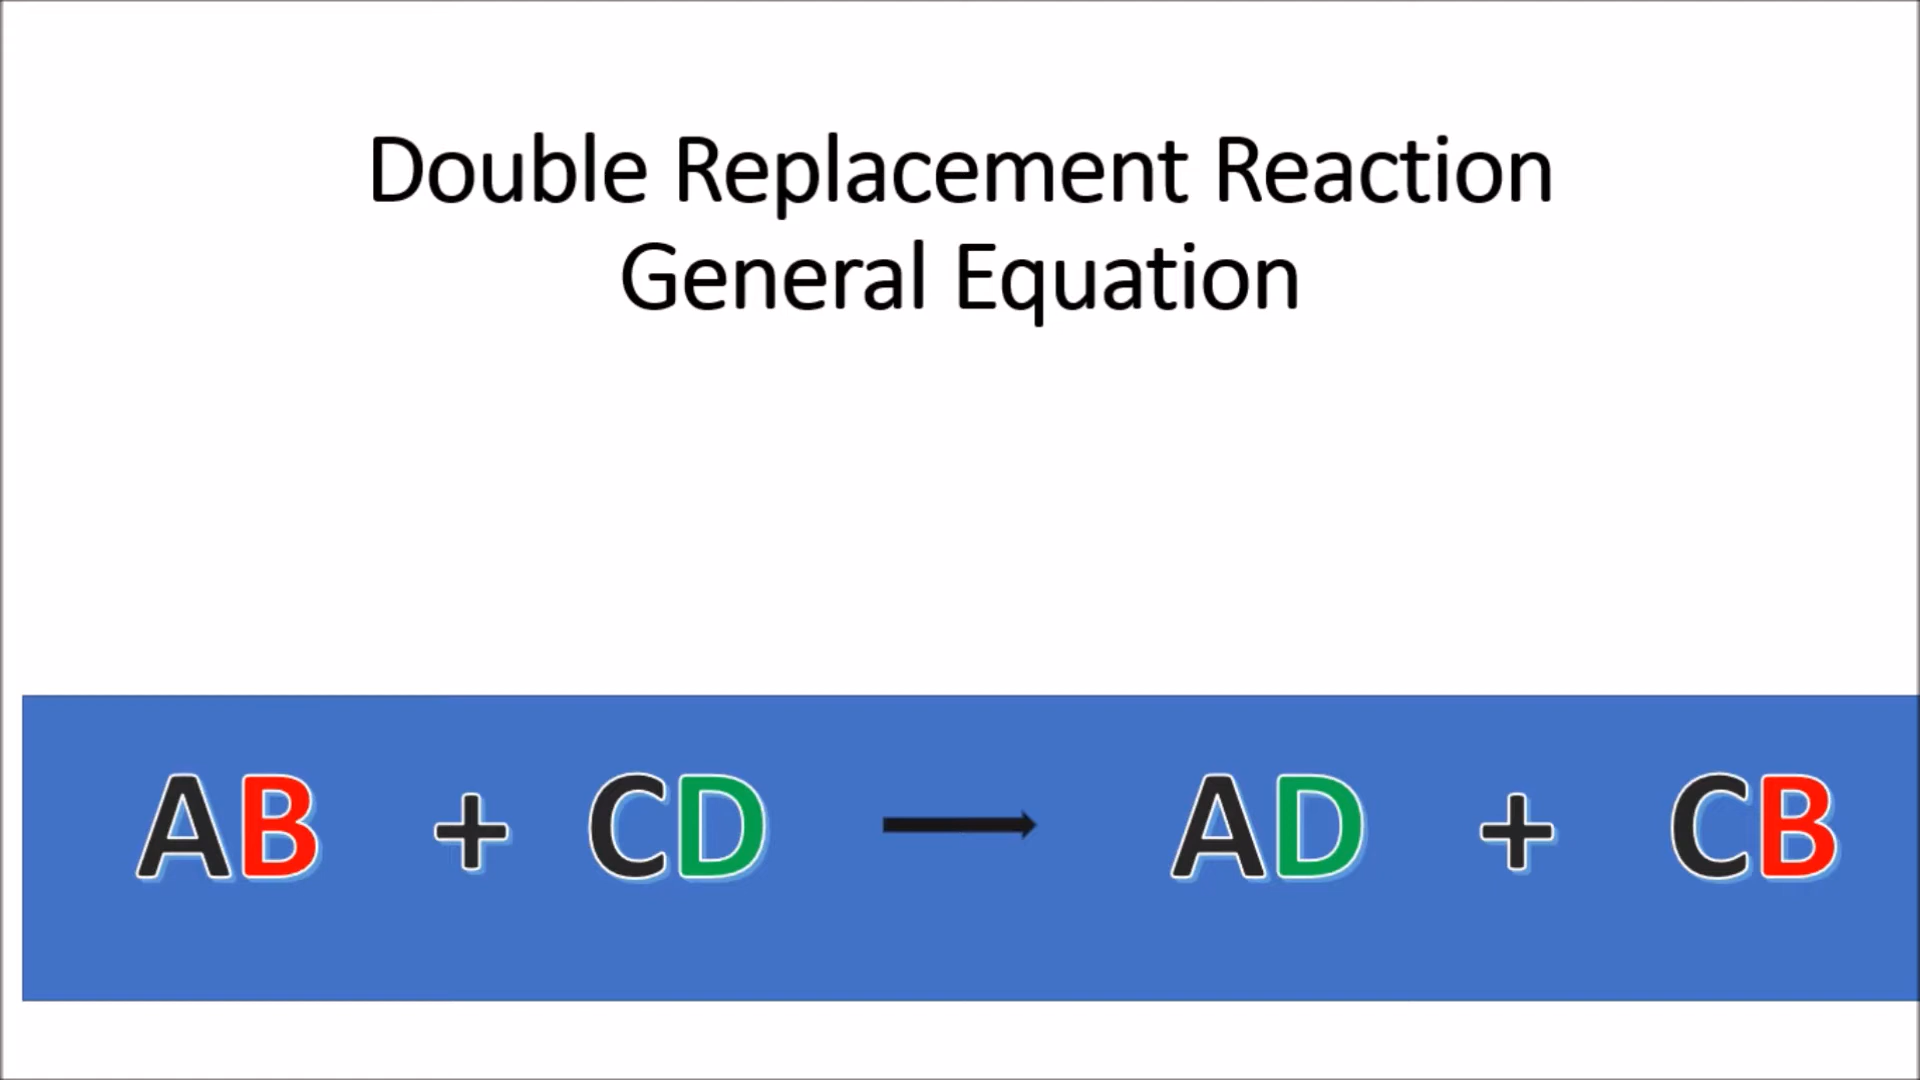 Double Replacement Reaction
General Equation
AB + CD → AD + CB